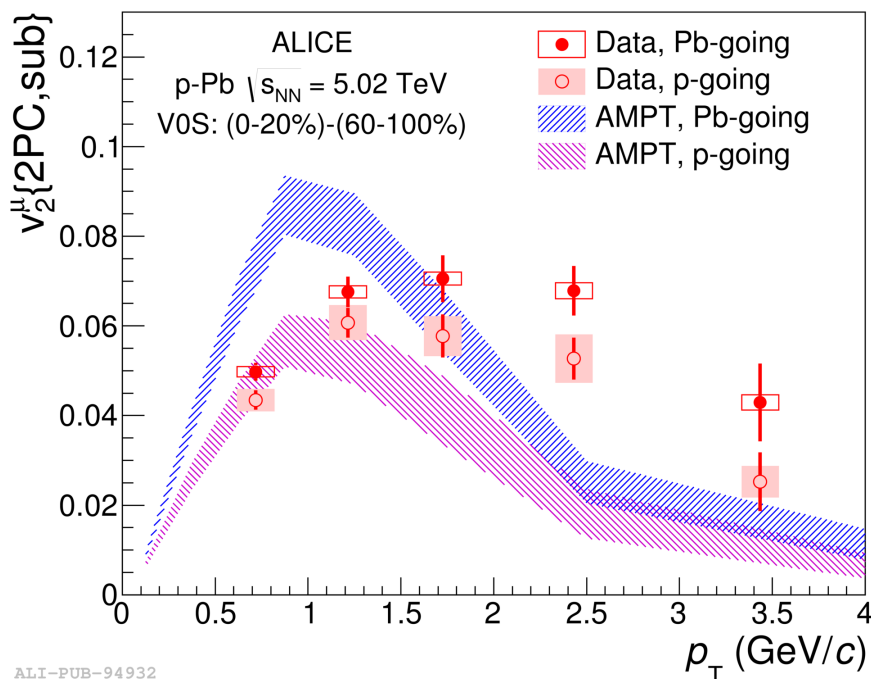 ALICE
p-Pb √sNN = 5.02 TeV
V0S: (0-20%)-(60-100%)
Data, Pb-going
Data, p-going
AMPT, Pb-going
AMPT, p-going
v2μ{2PC,sub}
0.12
0.1
0.08
0.06
0.04
0.02
0
0 0.5 1 1.5 2 2.5 3 3.5 4
pT (GeV/c)
ALI-PUB-94932